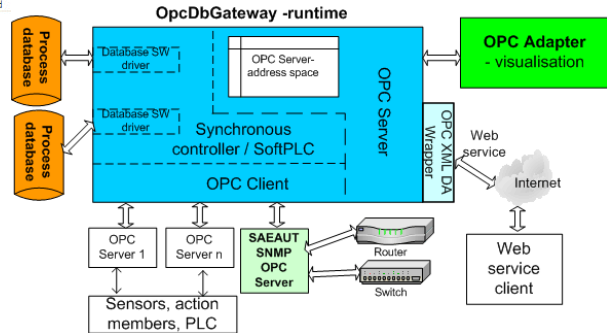 OpcDbGateway -runtime
Process
database
Database SW
driver
OPC Server-
address space
OPC Server
OPC Adapter
- visualisation
Process
database
Database SW
driver
Synchronous
controller / SoftPLC
OPC XML DA
Wrapper
Web
service
OPC Client
Internet
OPC
Server 1
OPC
Server n
SAEAUT
SNMP
OPC
Server
Router
Switch
Web
service
client
Sensors, action
members, PLC